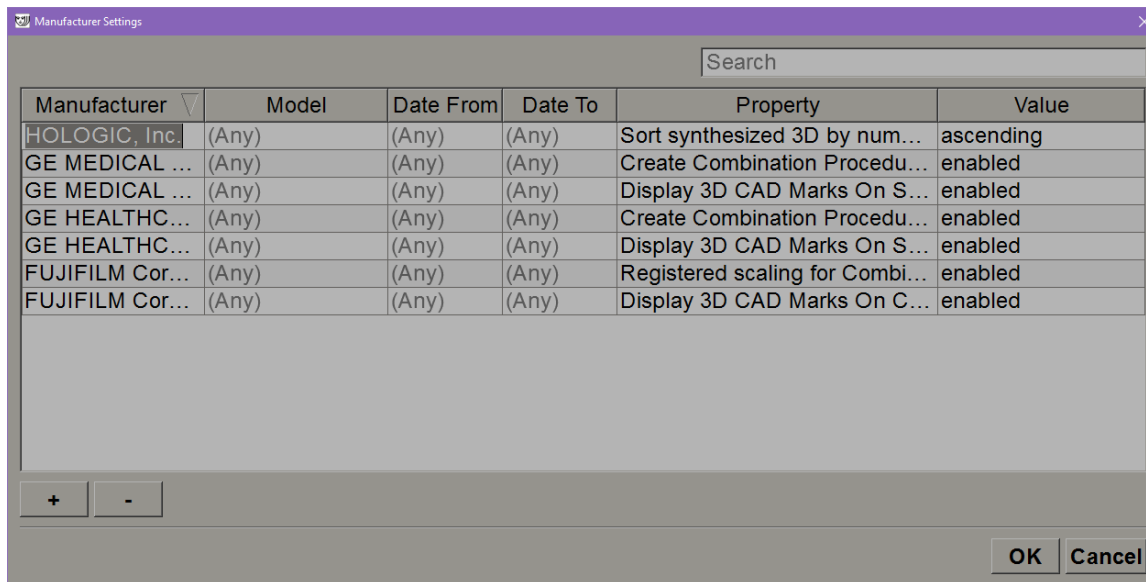 Manufacturer Settings
Search
Manufacturer Model Date From Date To Property Value
HOLOGIC, Inc. (Any) (Any) (Any) Sort synthesized 3D by num... ascending
GE MEDICAL ... (Any) (Any) (Any) Create Combination Procedu... enabled
GE MEDICAL ... (Any) (Any) (Any) Display 3D CAD Marks On S... enabled
GE HEALTHC... (Any) (Any) (Any) Create Combination Procedu... enabled
GE HEALTHC... (Any) (Any) (Any) Display 3D CAD Marks On S... enabled
FUJIFILM Cor... (Any) (Any) (Any) Registered scaling for Combi... enabled
FUJIFILM Cor... (Any) (Any) (Any) Display 3D CAD Marks On C... enabled
+ -
OK Cancel